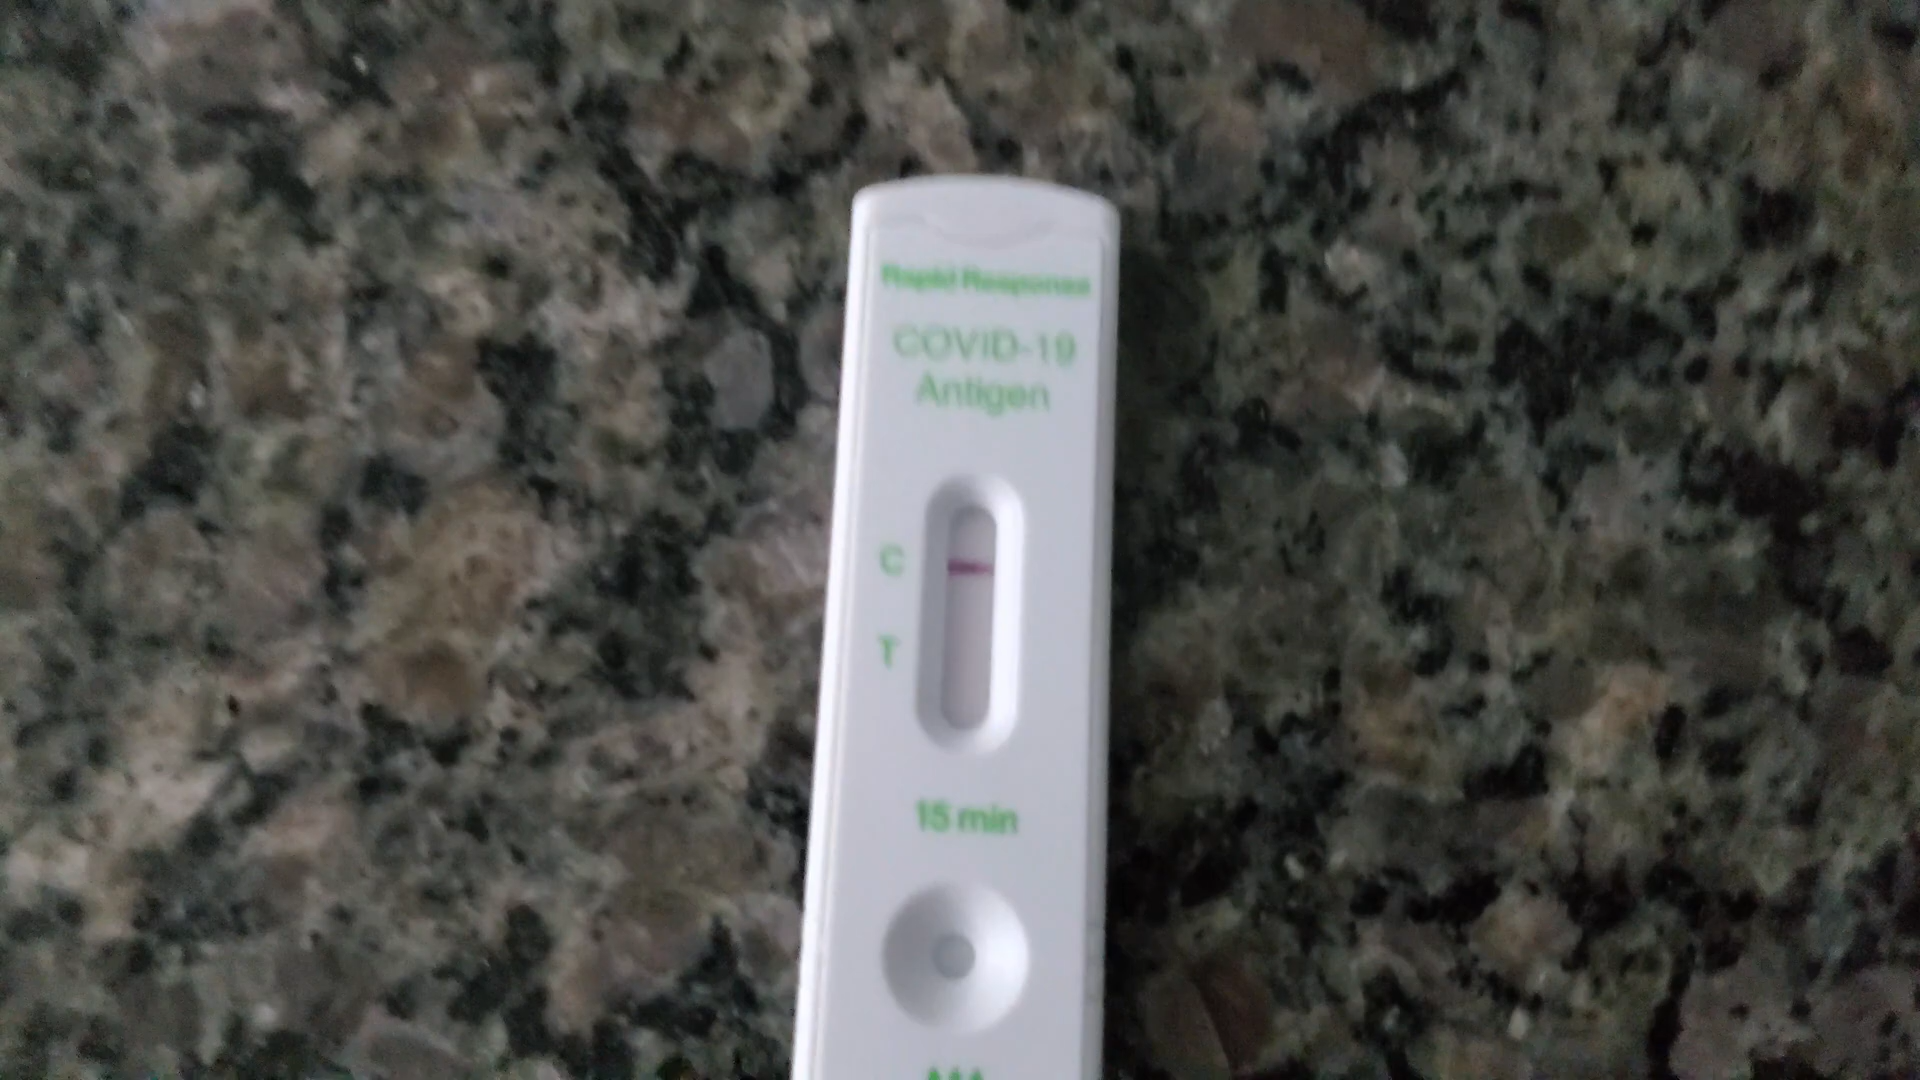 Rapid Response
COVID-19
Antigen
C
T
15 min